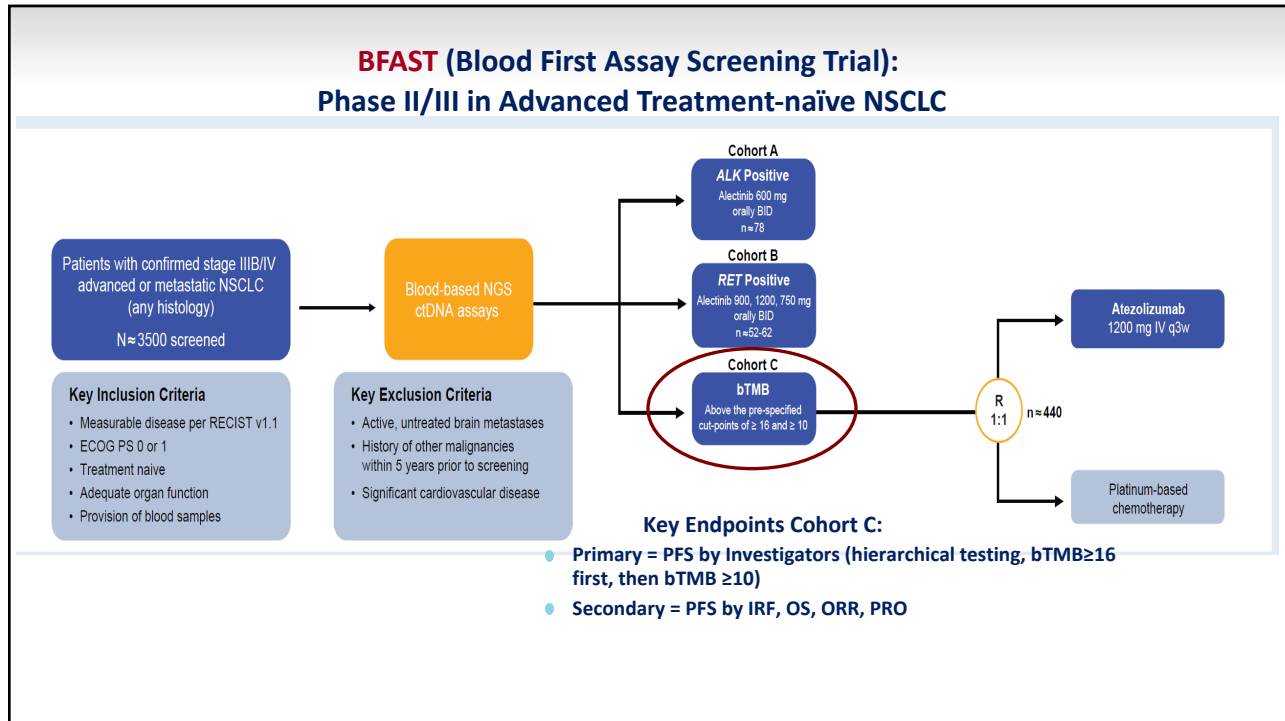 BFAST (Blood First Assay Screening Trial):
Phase II/III in Advanced Treatment-naïve NSCLC
Patients with confirmed stage IIIB/IV
advanced or metastatic NSCLC
(any histology)
N≈3500 screened
Key Inclusion Criteria
• Measurable disease per RECIST v1.1
• ECOG PS 0 or 1
• Treatment naive
• Adequate organ function
• Provision of blood samples
Blood-based NGS
ctDNA assays
Key Exclusion Criteria
• Active, untreated brain metastases
• History of other malignancies
within 5 years prior to screening
• Significant cardiovascular disease
Cohort A
ALK Positive
Alectinib 600 mg
orally BID
n≈78
Cohort B
RET Positive
Alectinib 900, 1200, 750 mg
orally BID
n≈52-62
Cohort C
bTMB
Above the pre-specified
cut-points of ≥ 16 and ≥ 10
R
1:1
n≈440
Atezolizumab
1200 mg IV q3w
Platinum-based
chemotherapy
Key Endpoints Cohort C:
• Primary = PFS by Investigators (hierarchical testing, bTMB≥16
first, then bTMB ≥10)
• Secondary = PFS by IRF, OS, ORR, PRO